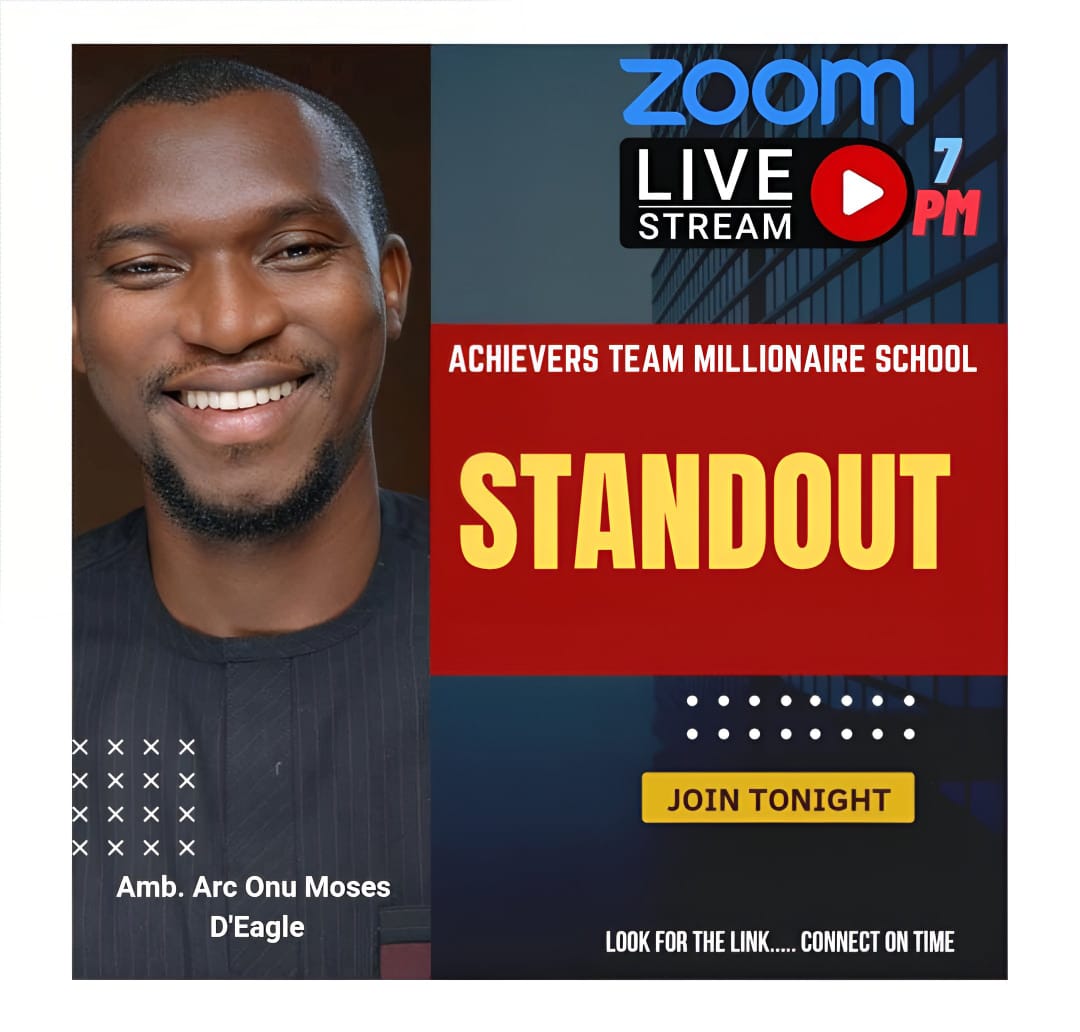 zoom
LIVE
STREAM
7
PM
ACHIEVERS TEAM MILLIONAIRE SCHOOL
STANDOUT
JOIN TONIGHT
Amb. Arc Onu Moses
D'Eagle
LOOK FOR THE LINK..... CONNECT ON TIME